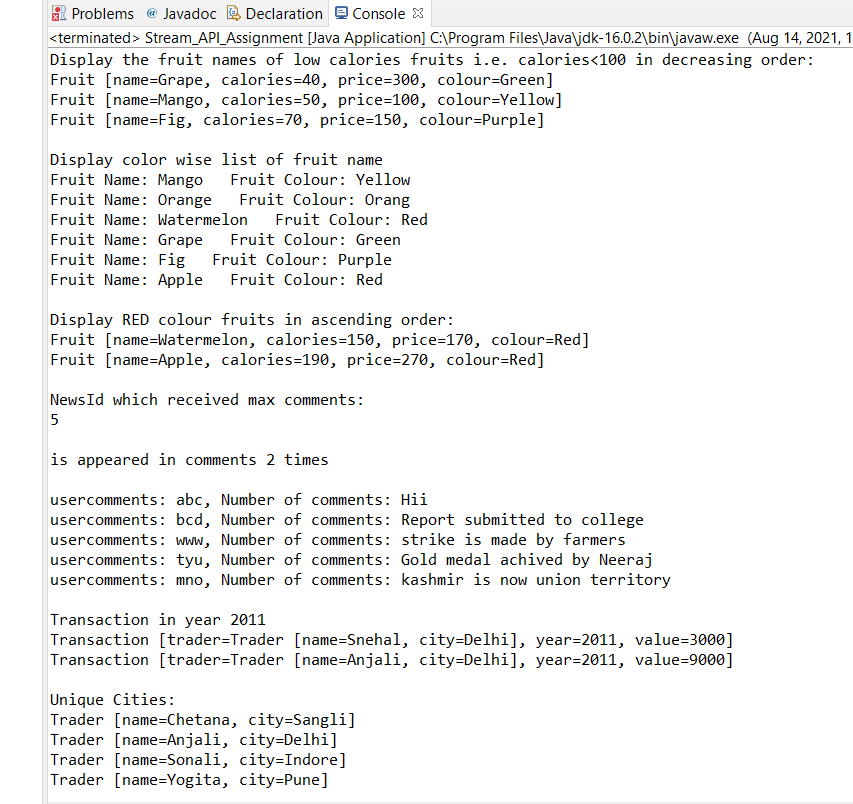 Problems Javadoc Declaration Console
<terminated> Stream_API_Assignment [Java Application] C:\Program Files\Java\jdk-16.0.2\bin\javaw.exe (Aug 14, 2021, 1
Display the fruit names of low calories fruits i.e. calories<100 in decreasing order:
Fruit [name=Grape, calories=40, price=300, colour=Green]
Fruit [name=Mango, calories=50, price=100, colour=Yellow]
Fruit [name=Fig, calories=70, price=150, colour=Purple]

Display color wise list of fruit name
Fruit Name: Mango   Fruit Colour: Yellow
Fruit Name: Orange   Fruit Colour: Orang
Fruit Name: Watermelon   Fruit Colour: Red
Fruit Name: Grape   Fruit Colour: Green
Fruit Name: Fig   Fruit Colour: Purple
Fruit Name: Apple   Fruit Colour: Red

Display RED colour fruits in ascending order:
Fruit [name=Watermelon, calories=150, price=170, colour=Red]
Fruit [name=Apple, calories=190, price=270, colour=Red]

NewsId which received max comments:
5

is appeared in comments 2 times

usercomments: abc, Number of comments: Hii
usercomments: bcd, Number of comments: Report submitted to college
usercomments: www, Number of comments: strike is made by farmers
usercomments: tyu, Number of comments: Gold medal achived by Neeraj
usercomments: mno, Number of comments: kashmir is now union territory

Transaction in year 2011
Transaction [trader=Trader [name=Snehal, city=Delhi], year=2011, value=3000]
Transaction [trader=Trader [name=Anjali, city=Delhi], year=2011, value=9000]

Unique Cities:
Trader [name=Chetana, city=Sangli]
Trader [name=Anjali, city=Delhi]
Trader [name=Sonali, city=Indore]
Trader [name=Yogita, city=Pune]